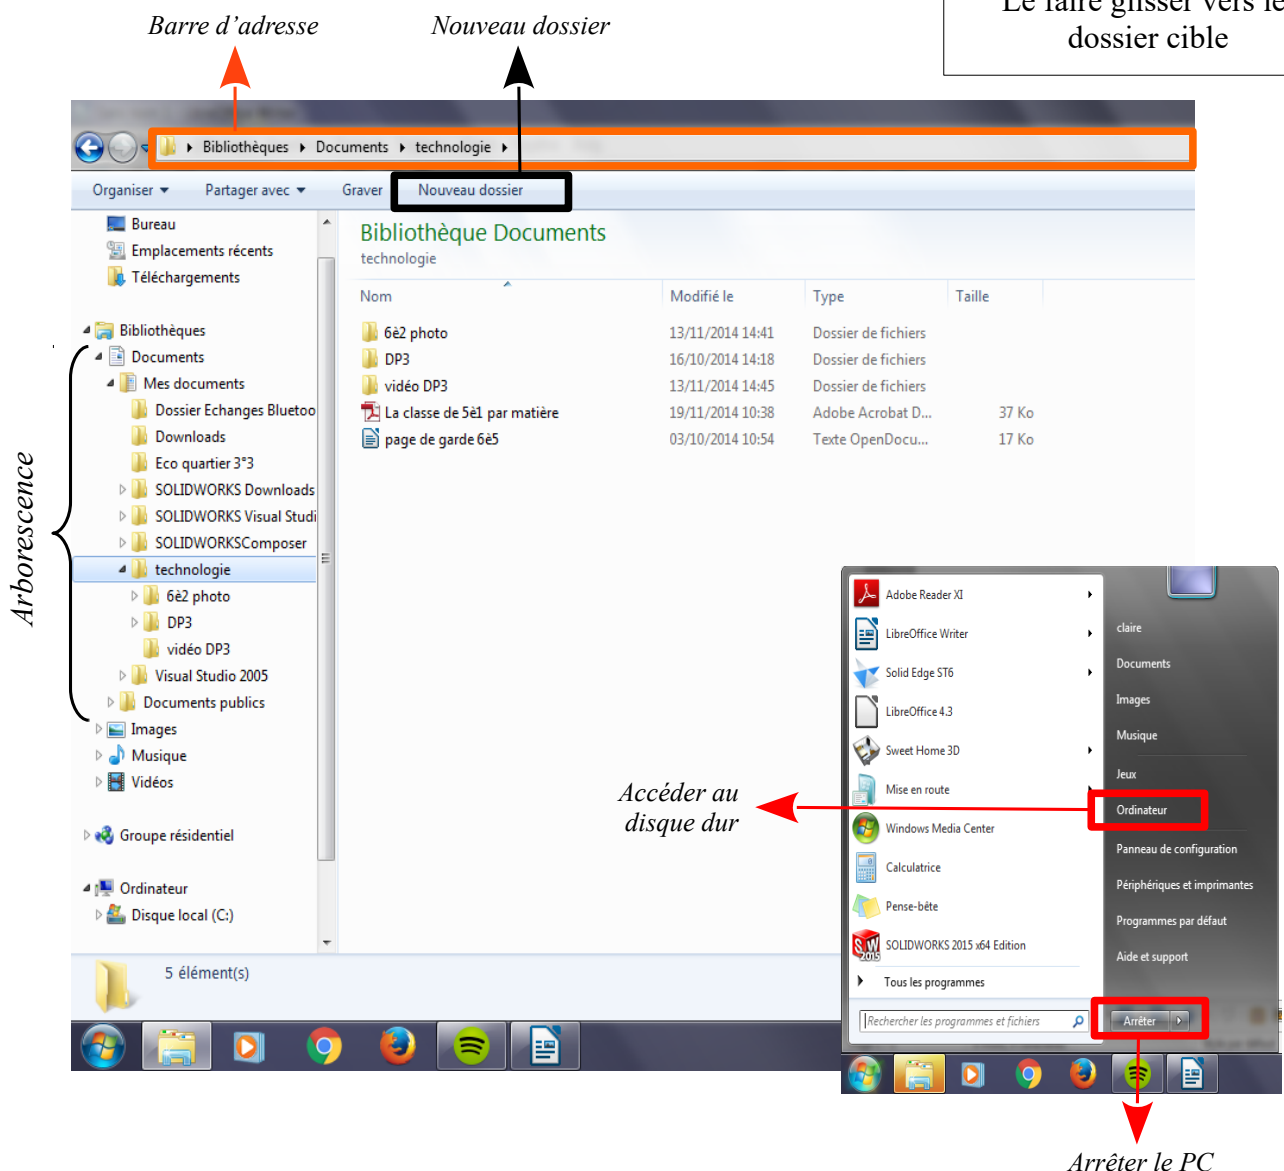 Le faire glisser vers le
dossier cible
Barre d’adresse
Nouveau dossier
Bibliothèques Documents technologie
Organiser Partager avec Graver Nouveau dossier
Bureau
Emplacements récents
Téléchargements
Bibliothèques
Documents
Mes documents
Dossier Echanges Bluetoo
Downloads
Eco quartier 3°3
SOLIDWORKS Downloads
SOLIDWORKS Visual Studi
SOLIDWORKSComposer
technologie
6è2 photo
DP3
vidéo DP3
Visual Studio 2005
Documents publics
Images
Musique
Vidéos
Groupe résidentiel
Ordinateur
Disque local (C:)
Arborescence
Bibliothèque Documents
technologie
Nom Modifié le Type Taille
6è2 photo 13/11/2014 14:41 Dossier de fichiers
DP3 16/10/2014 14:18 Dossier de fichiers
vidéo DP3 13/11/2014 14:45 Dossier de fichiers
La classe de 5è1 par matière 19/11/2014 10:38 Adobe Acrobat D... 37 Ko
page de garde 6è5 03/10/2014 10:54 Texte OpenDocu... 17 Ko
5 élément(s)
Accéder au
disque dur
Adobe Reader XI
LibreOffice Writer
Solid Edge ST6
LibreOffice 4.3
Sweet Home 3D
Mise en route
Windows Media Center
Calculatrice
Pense-bête
SOLIDWORKS 2015 x64 Edition
Tous les programmes
Rechercher les programmes et fichiers
claire
Documents
Images
Musique
Jeux
Ordinateur
Panneau de configuration
Périphériques et imprimantes
Programmes par défaut
Aide et support
Arrêter
Arrêter le PC